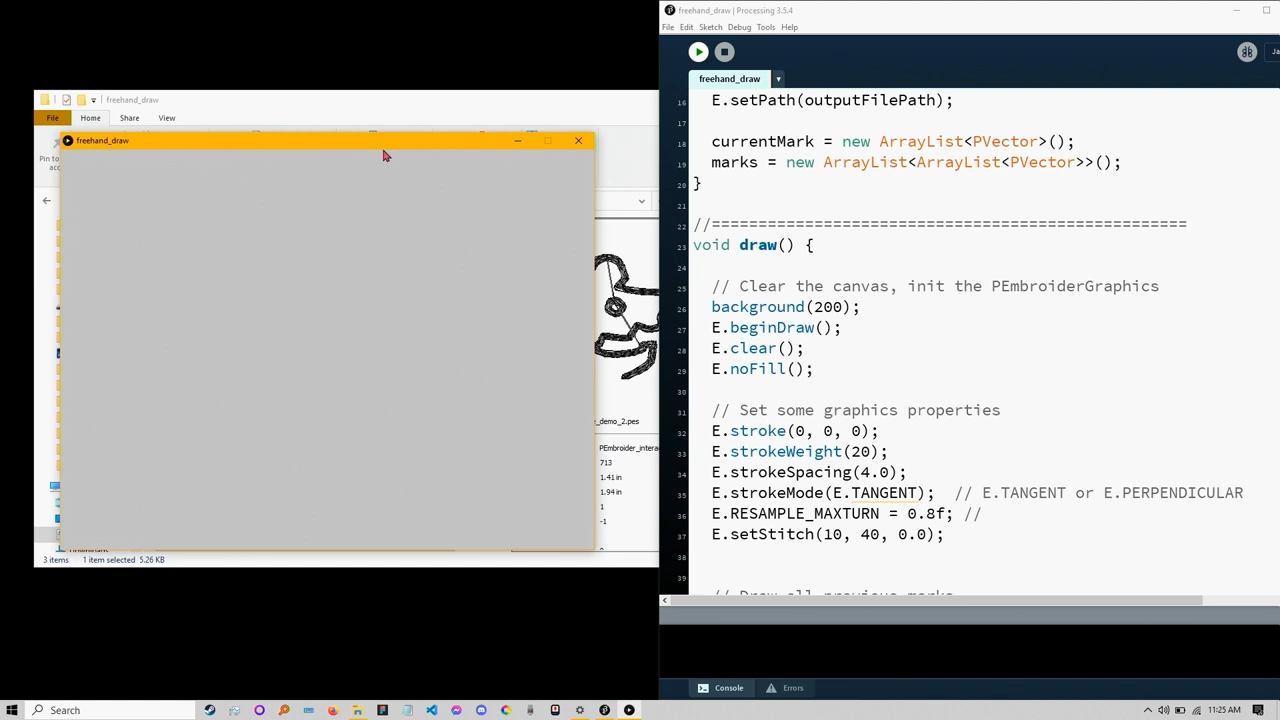 freehand_draw | Processing 3.5.4
File Edit Sketch Debug Tools Help
freehand_draw
freehand_draw
File Home Share View
freehand_draw
Pin to
_demo_2.pes
PEmbroider_intera
713
1.41 in
1.94 in
1
-1
3 items 1 item selected 5.26 KB
16 E.setPath(outputFilePath);
17
18 currentMark = new ArrayList<PVector>();
19 marks = new ArrayList<ArrayList<PVector>>();
20 }
21
22 //===================================================
23 void draw() {
24
25 // Clear the canvas, init the PEmbroiderGraphics
26 background(200);
27 E.beginDraw();
28 E.clear();
29 E.noFill();
30
31 // Set some graphics properties
32 E.stroke(0, 0, 0);
33 E.strokeWeight(20);
34 E.strokeSpacing(4.0);
35 E.strokeMode(E.TANGENT); // E.TANGENT or E.PERPENDICULAR
36 E.RESAMPLE_MAXTURN = 0.8f; //
37 E.setStitch(10, 40, 0.0);
38
39
// Draw all previous marks
Console Errors
Search
11:25 AM